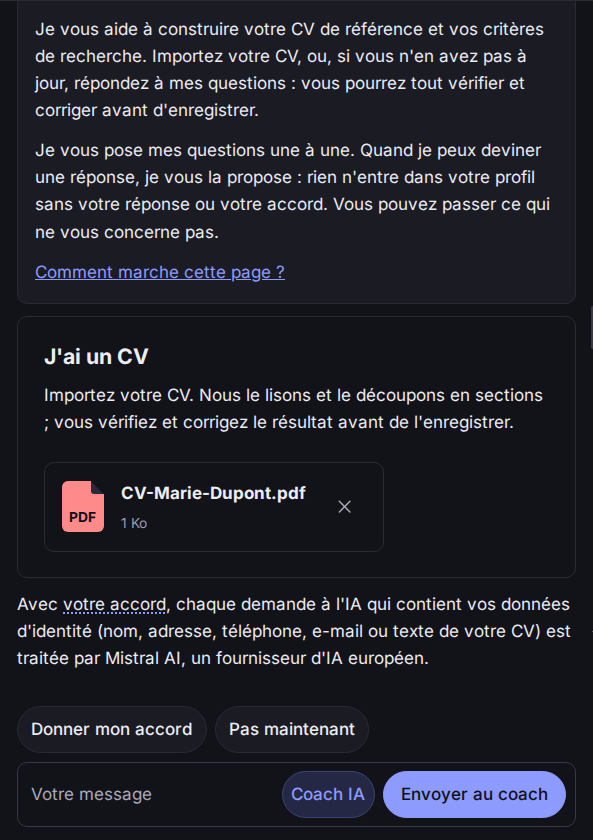 Je vous aide à construire votre CV de référence et vos critères
de recherche. Importez votre CV, ou, si vous n'en avez pas à
jour, répondez à mes questions : vous pourrez tout vérifier et
corriger avant d'enregistrer.
Je vous pose mes questions une à une. Quand je peux deviner
une réponse, je vous la propose : rien n'entre dans votre profil
sans votre réponse ou votre accord. Vous pouvez passer ce qui
ne vous concerne pas.
Comment marche cette page ?
J'ai un CV
Importez votre CV. Nous le lisons et le découpons en sections
; vous vérifiez et corrigez le résultat avant de l'enregistrer.
PDF
CV-Marie-Dupont.pdf
1 Ko
Avec votre accord, chaque demande à l'IA qui contient vos données
d'identité (nom, adresse, téléphone, e-mail ou texte de votre CV) est
traitée par Mistral AI, un fournisseur d'IA européen.
Donner mon accord
Pas maintenant
Votre message
Coach IA
Envoyer au coach